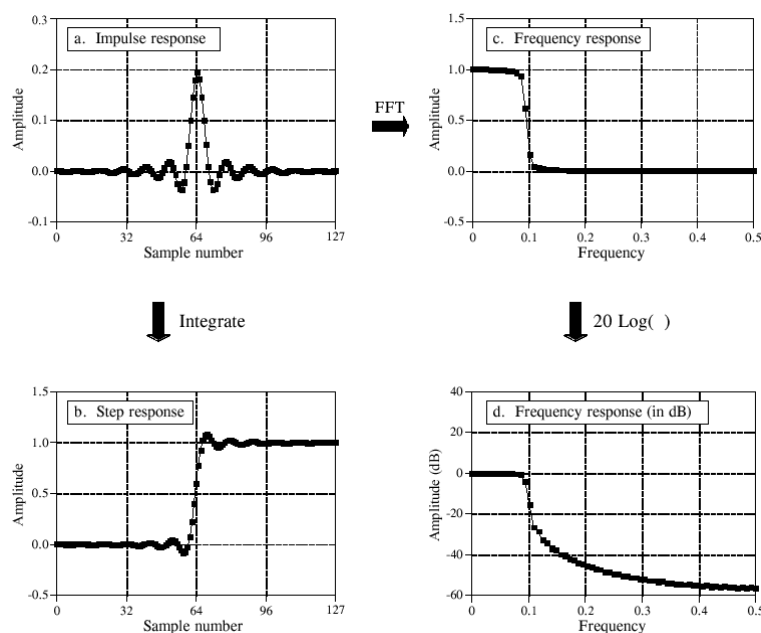 a. Impulse response
0.3
0.2
0.1
0.0
-0.1
Amplitude
0 32 64 96 127
Sample number
FFT
c. Frequency response
1.5
1.0
0.5
0.0
-0.5
Amplitude
0 0.1 0.2 0.3 0.4 0.5
Frequency
Integrate
20 Log( )
b. Step response
1.5
1.0
0.5
0.0
-0.5
Amplitude
0 32 64 96 127
Sample number
d. Frequency response (in dB)
40
20
0
-20
-40
-60
Amplitude (dB)
0 0.1 0.2 0.3 0.4 0.5
Frequency